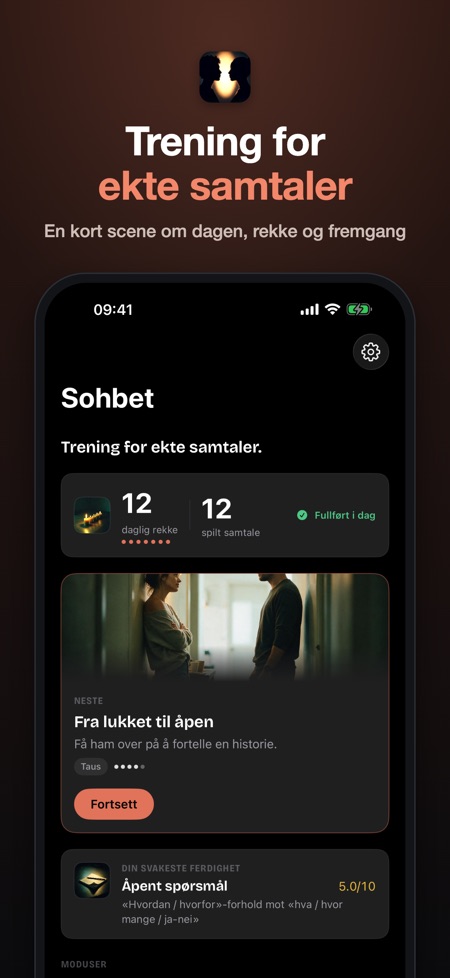 Trening for
ekte samtaler
En kort scene om dagen, rekke og fremgang
09:41
Sohbet
Trening for ekte samtaler.
12
daglig rekke
12
spilt samtale
Fullført i dag
NESTE
Fra lukket til åpen
Få ham over på å fortelle en historie.
Taus
Fortsett
DIN SVAKESTE FERDIGHET
Åpent spørsmål
5.0/10
«Hvordan / hvorfor»-forhold mot «hva / hvor
mange / ja-nei»
MODUSER